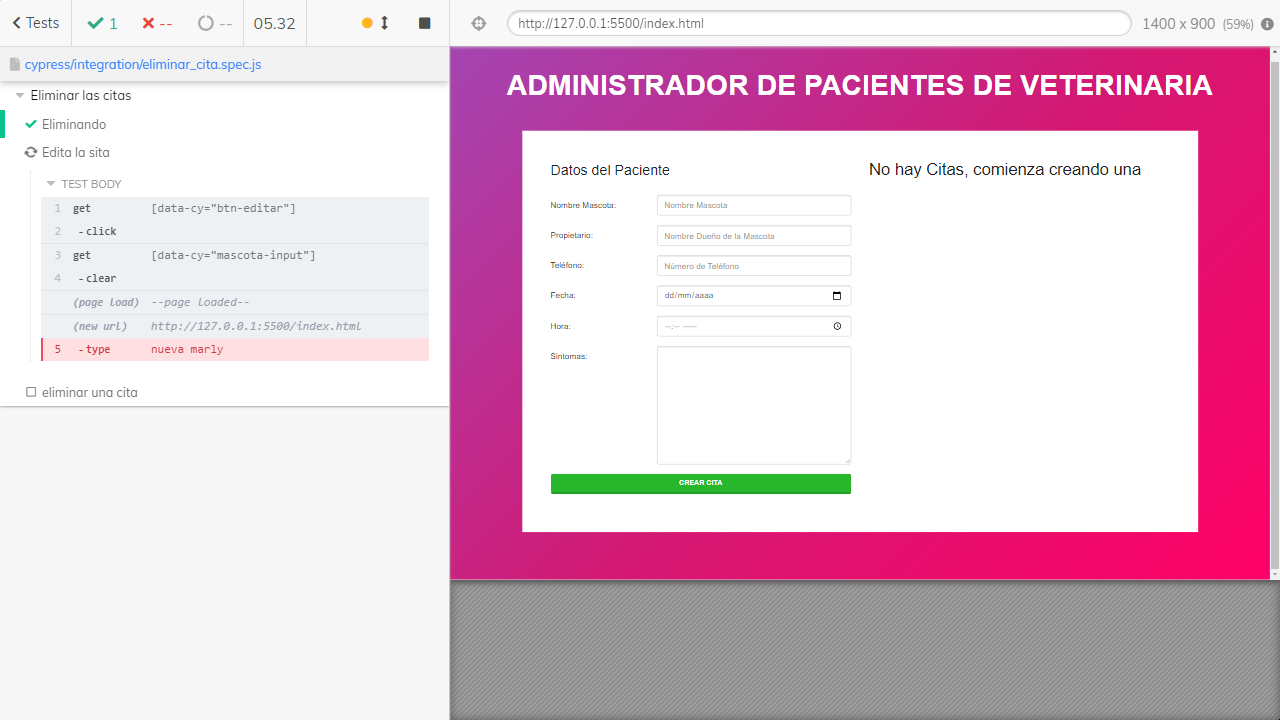 Tests
1
--
--
05.32
http://127.0.0.1:5500/index.html
1400 x 900 (59%)
cypress/integration/eliminar_cita.spec.js
Eliminar las citas
Eliminando
Edita la sita
TEST BODY
1 get [data-cy="btn-editar"]
2 -click
3 get [data-cy="mascota-input"]
4 -clear
(page load) --page loaded--
(new url) http://127.0.0.1:5500/index.html
5 -type nueva marly
eliminar una cita
ADMINISTRADOR DE PACIENTES DE VETERINARIA
Datos del Paciente
Nombre Mascota: Nombre Mascota
Propietario: Nombre Dueño de la Mascota
Teléfono: Número de Teléfono
Fecha: dd/mm/aaaa
Hora: --:-- -----
Sintomas:
CREAR CITA
No hay Citas, comienza creando una